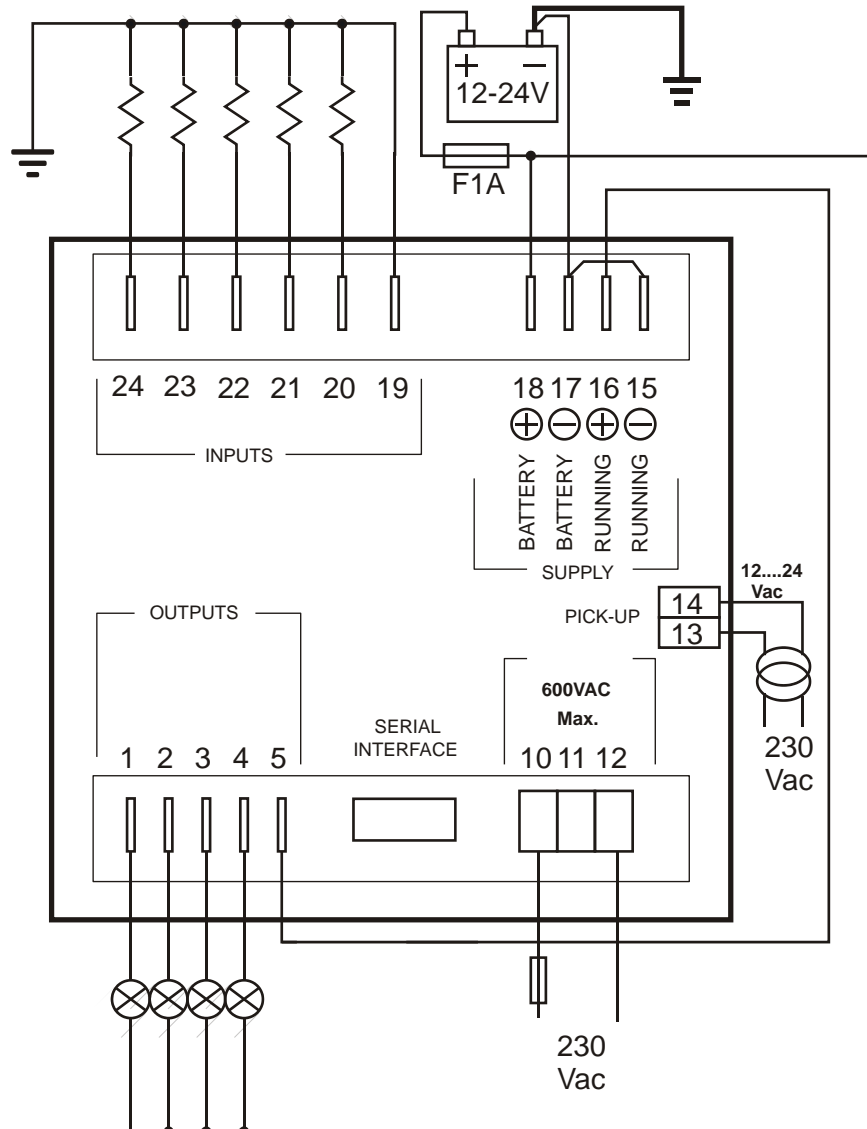 + −
12-24V
F1A
24 23 22 21 20 19
18 17 16 15
+ − + −
INPUTS
BATTERY
BATTERY
RUNNING
RUNNING
SUPPLY
12....24
Vac
OUTPUTS
PICK-UP
14
13
600VAC
Max.
SERIAL
INTERFACE
1 2 3 4 5
10 11 12
230
Vac
230
Vac